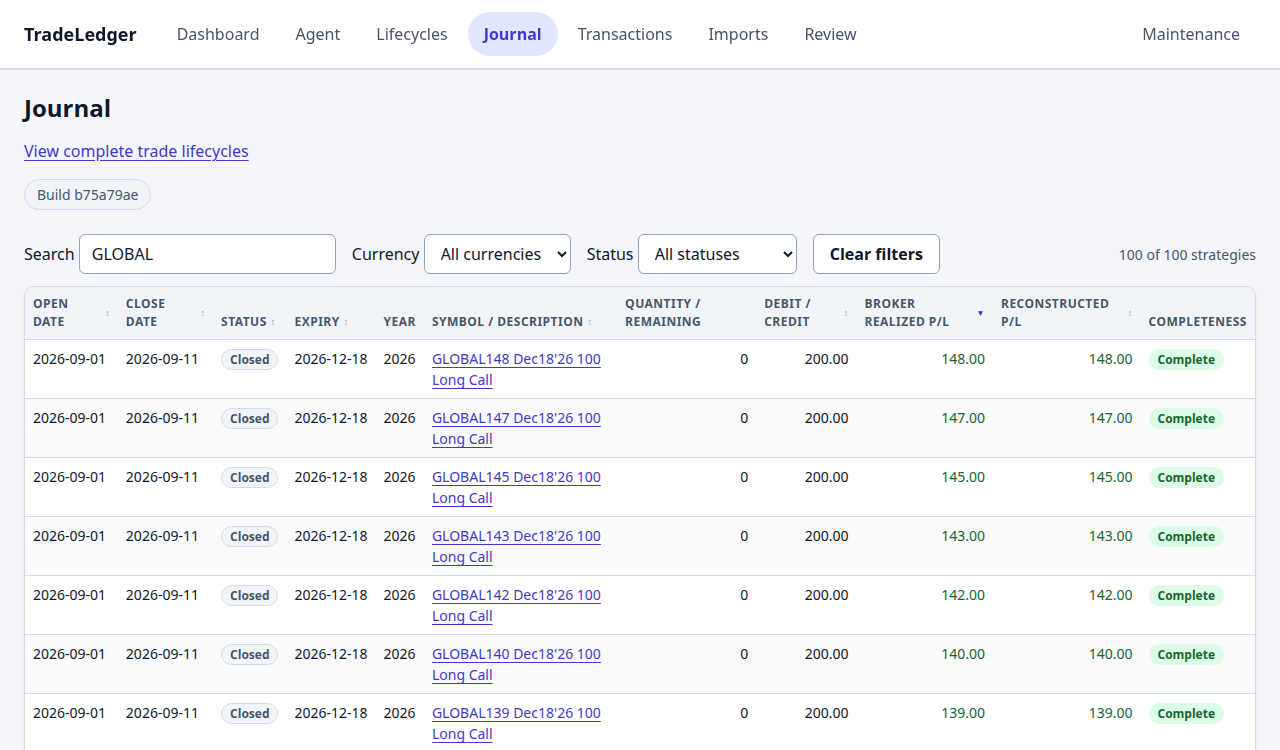 TradeLedger Dashboard Agent Lifecycles Journal Transactions Imports Review Maintenance
Journal
View complete trade lifecycles
Build b75a79ae
Search GLOBAL Currency All currencies Status All statuses Clear filters 100 of 100 strategies
OPEN DATE CLOSE DATE STATUS EXPIRY YEAR SYMBOL / DESCRIPTION QUANTITY / REMAINING DEBIT / CREDIT BROKER REALIZED P/L RECONSTRUCTED P/L COMPLETENESS
2026-09-01 2026-09-11 Closed 2026-12-18 2026 GLOBAL148 Dec18'26 100 0 200.00 148.00 148.00 Complete
Long Call
2026-09-01 2026-09-11 Closed 2026-12-18 2026 GLOBAL147 Dec18'26 100 0 200.00 147.00 147.00 Complete
Long Call
2026-09-01 2026-09-11 Closed 2026-12-18 2026 GLOBAL145 Dec18'26 100 0 200.00 145.00 145.00 Complete
Long Call
2026-09-01 2026-09-11 Closed 2026-12-18 2026 GLOBAL143 Dec18'26 100 0 200.00 143.00 143.00 Complete
Long Call
2026-09-01 2026-09-11 Closed 2026-12-18 2026 GLOBAL142 Dec18'26 100 0 200.00 142.00 142.00 Complete
Long Call
2026-09-01 2026-09-11 Closed 2026-12-18 2026 GLOBAL140 Dec18'26 100 0 200.00 140.00 140.00 Complete
Long Call
2026-09-01 2026-09-11 Closed 2026-12-18 2026 GLOBAL139 Dec18'26 100 0 200.00 139.00 139.00 Complete
Long Call